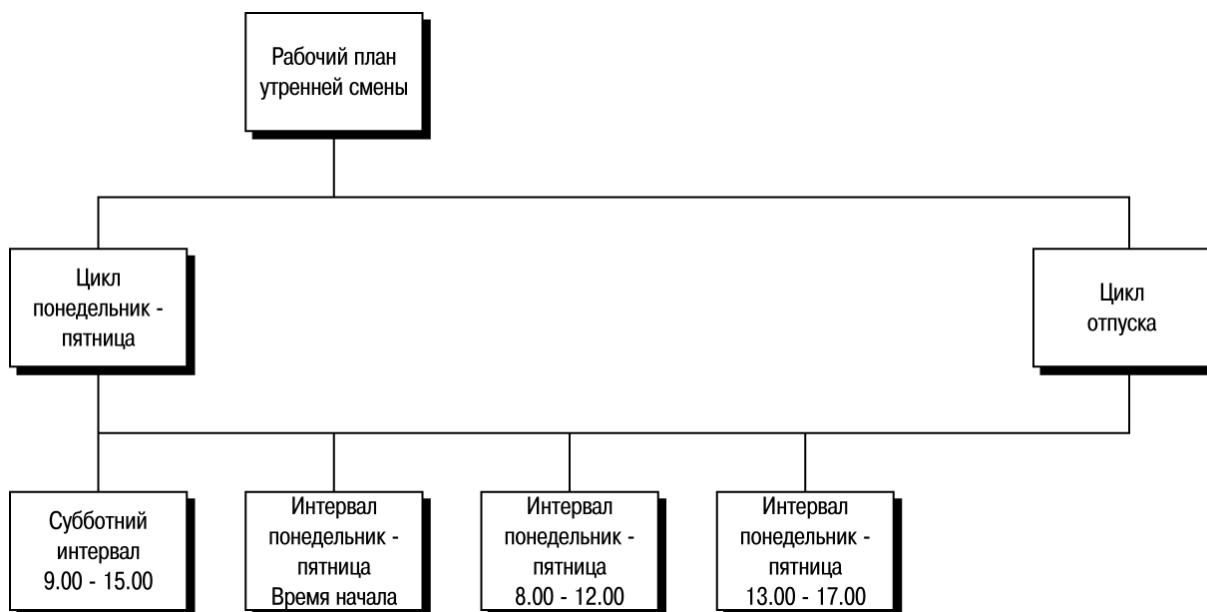 Рабочий план
утренней смены
Цикл
понедельник -
пятница
Цикл
отпуска
Субботний
интервал
9.00 - 15.00
Интервал
понедельник -
пятница
Время начала
Интервал
понедельник -
пятница
8.00 - 12.00
Интервал
понедельник -
пятница
13.00 - 17.00